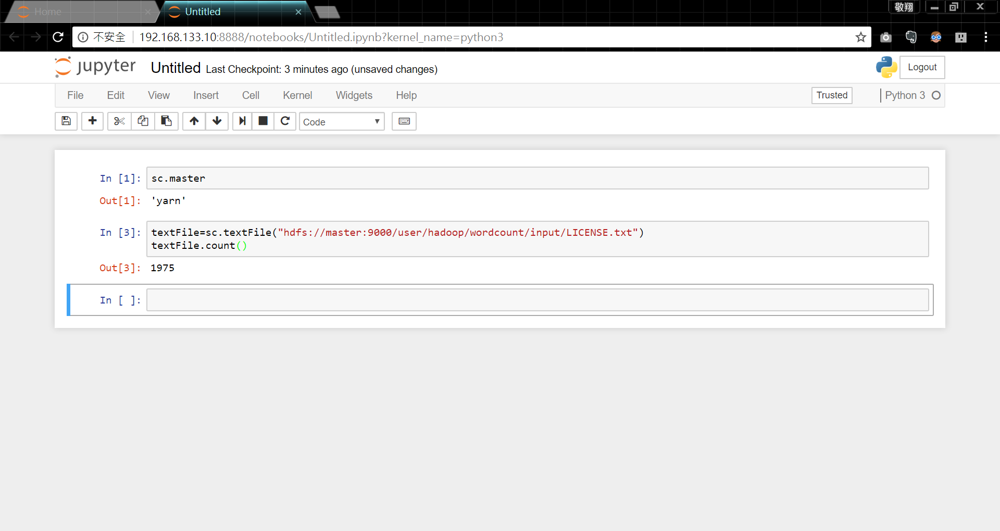 Home
Untitled
敬翔
不安全 192.168.133.10:8888/notebooks/Untitled.ipynb?kernel_name=python3
jupyter Untitled Last Checkpoint: 3 minutes ago (unsaved changes) Logout
File Edit View Insert Cell Kernel Widgets Help Trusted Python 3
Code
In [1]: sc.master
Out[1]: 'yarn'
In [3]: textFile=sc.textFile("hdfs://master:9000/user/hadoop/wordcount/input/LICENSE.txt")
textFile.count()
Out[3]: 1975
In [ ]: